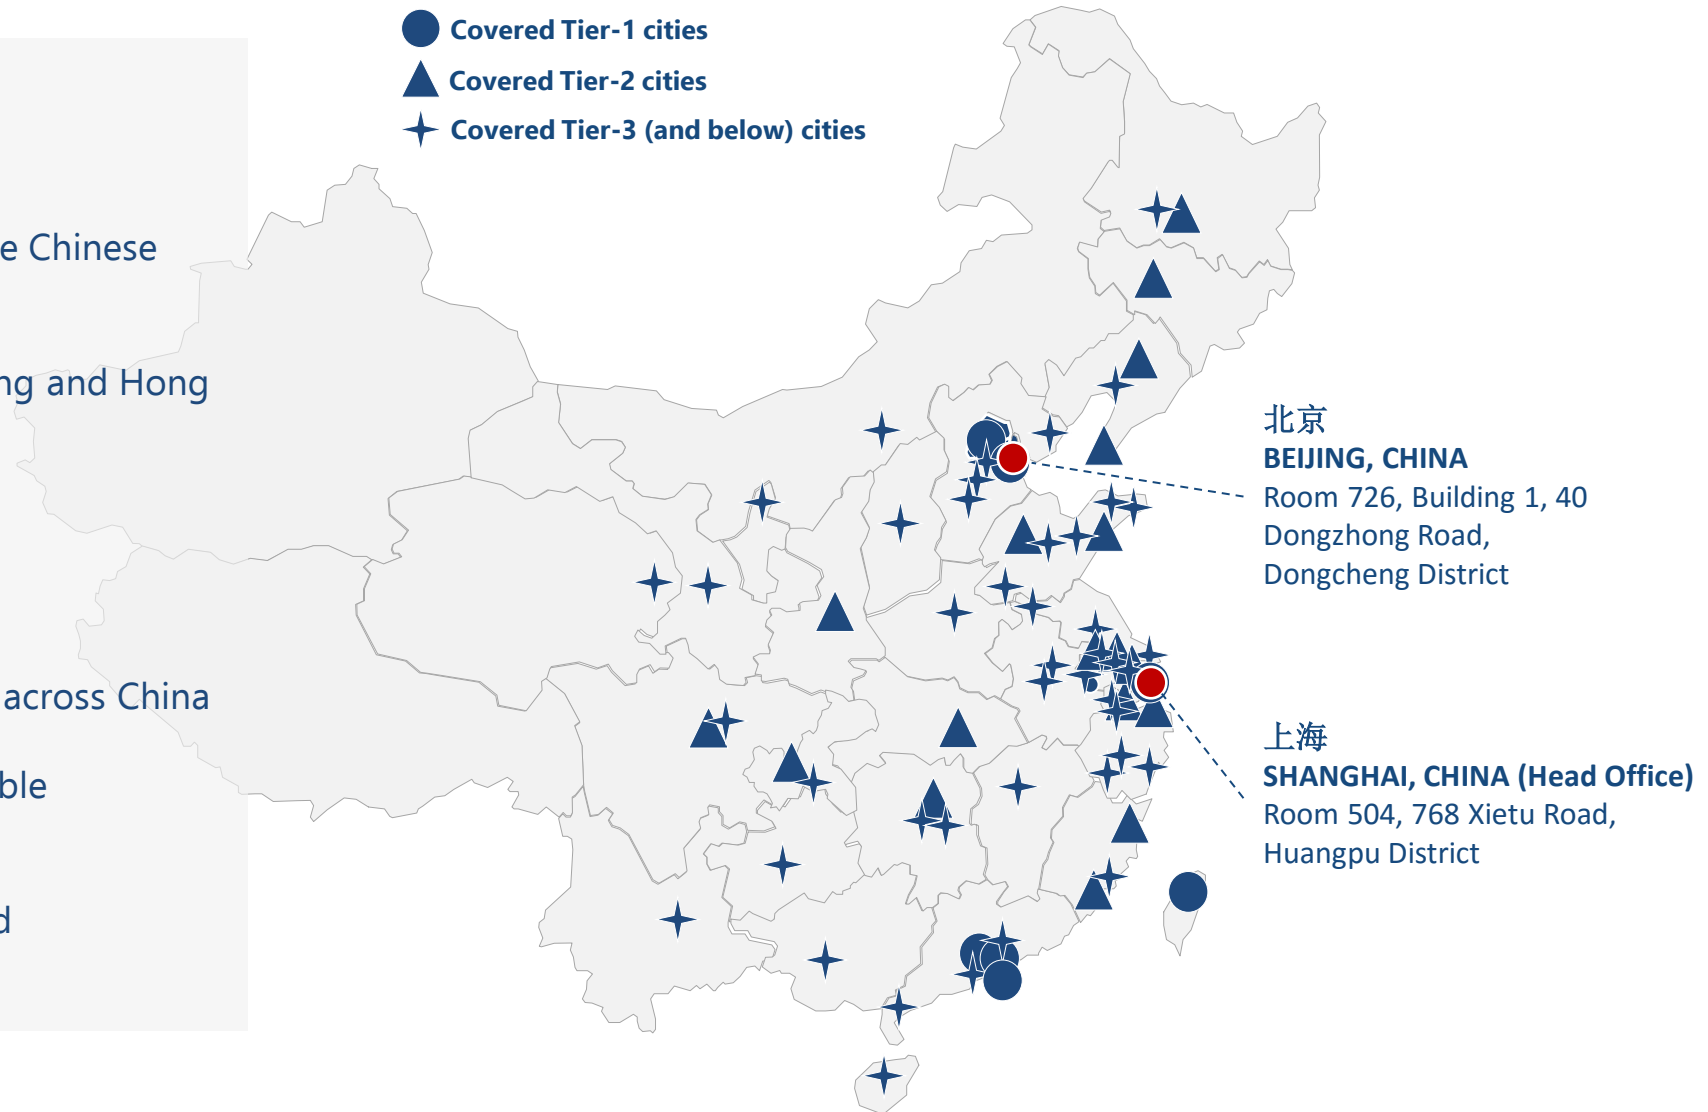 Covered Tier-1 cities
Covered Tier-2 cities
Covered Tier-3 (and below) cities
e Chinese
ng and Hong
across China
ble
d
北京
BEIJING, CHINA
Room 726, Building 1, 40
Dongzhong Road,
Dongcheng District
上海
SHANGHAI, CHINA (Head Office)
Room 504, 768 Xietu Road,
Huangpu District